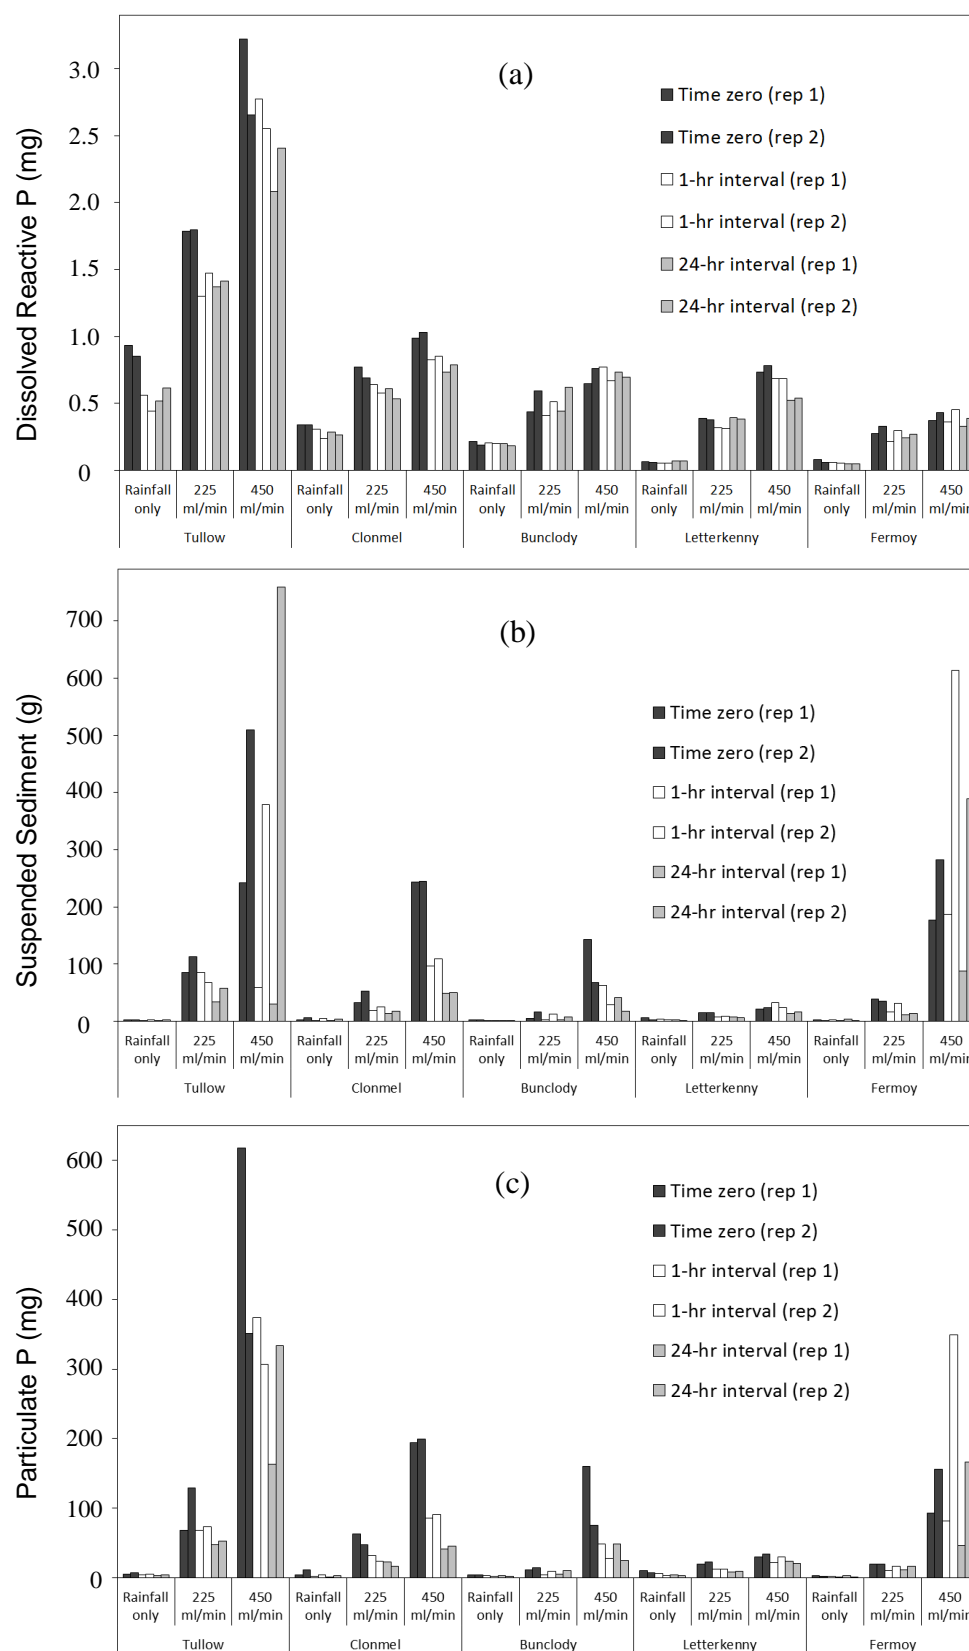 (a)
Dissolved Reactive P (mg)
3.0
2.5
2.0
1.5
1.0
0.5
0
Time zero (rep 1)
Time zero (rep 2)
1-hr interval (rep 1)
1-hr interval (rep 2)
24-hr interval (rep 1)
24-hr interval (rep 2)
Rainfall 225 450 Rainfall 225 450 Rainfall 225 450 Rainfall 225 450 Rainfall 225 450
only ml/min ml/min only ml/min ml/min only ml/min ml/min only ml/min ml/min only ml/min ml/min
Tullow Clonmel Bunclody Letterkenny Fermoy
(b)
Suspended Sediment (g)
700
600
500
400
300
200
100
0
Time zero (rep 1)
Time zero (rep 2)
1-hr interval (rep 1)
1-hr interval (rep 2)
24-hr interval (rep 1)
24-hr interval (rep 2)
Rainfall 225 450 Rainfall 225 450 Rainfall 225 450 Rainfall 225 450 Rainfall 225 450
only ml/min ml/min only ml/min ml/min only ml/min ml/min only ml/min ml/min only ml/min ml/min
Tullow Clonmel Bunclody Letterkenny Fermoy
(c)
Particulate P (mg)
600
500
400
300
200
100
0
Time zero (rep 1)
Time zero (rep 2)
1-hr interval (rep 1)
1-hr interval (rep 2)
24-hr interval (rep 1)
24-hr interval (rep 2)
Rainfall 225 450 Rainfall 225 450 Rainfall 225 450 Rainfall 225 450 Rainfall 225 450
only ml/min ml/min only ml/min ml/min only ml/min ml/min only ml/min ml/min only ml/min ml/min
Tullow Clonmel Bunclody Letterkenny Fermoy